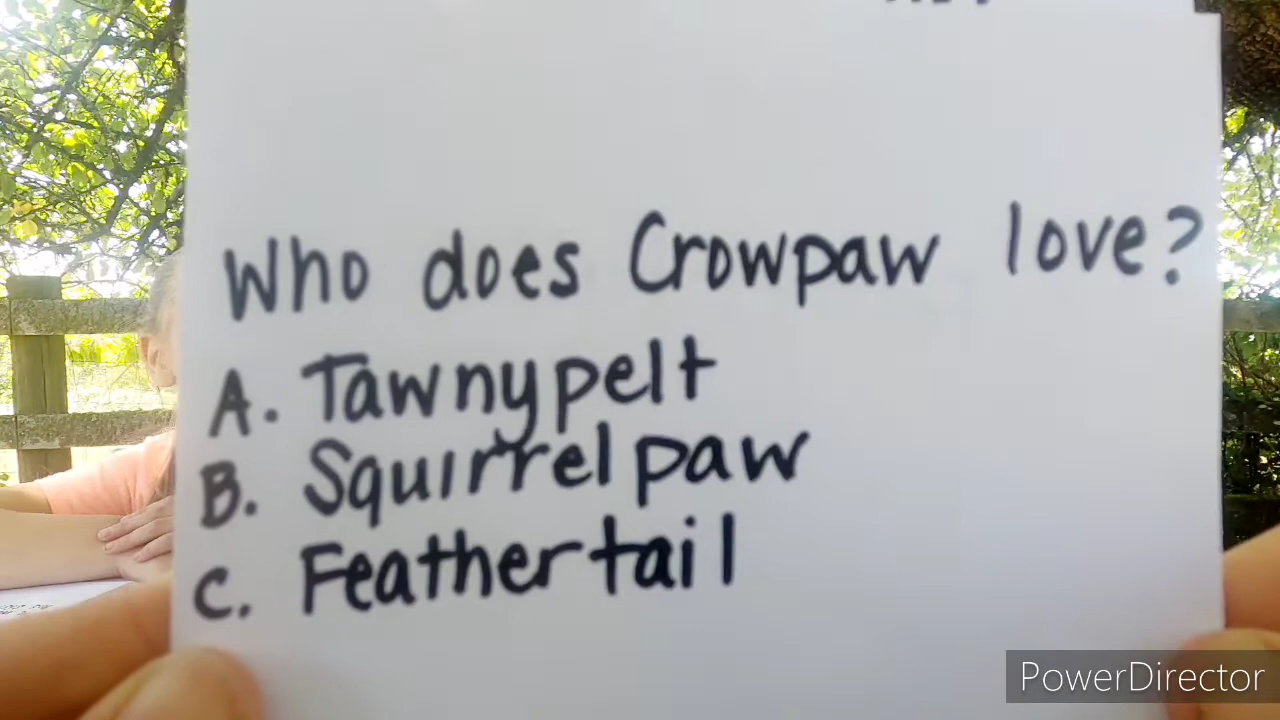 Who does Crowpaw love?
A. Tawnypelt
B. Squirrelpaw
C. Feathertail
PowerDirector